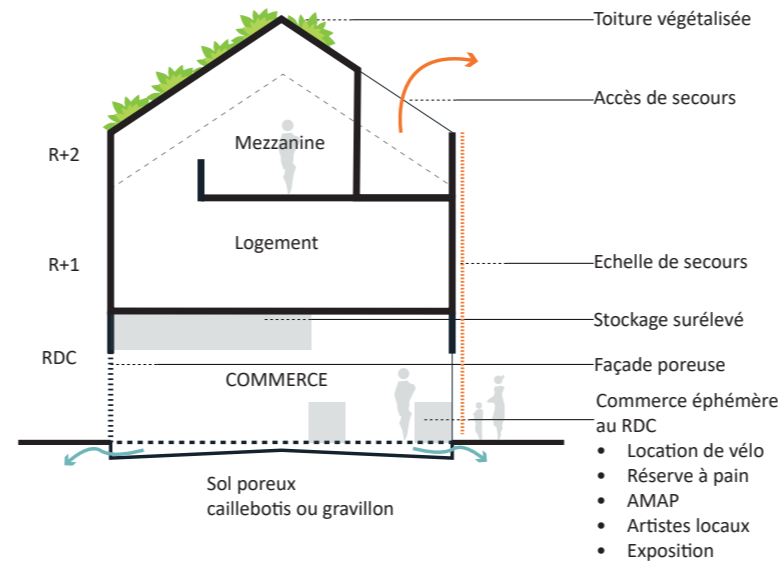 Toiture végétalisée
Accès de secours
R+2
Mezzanine
Logement
R+1
Echelle de secours
Stockage surélevé
RDC
Façade poreuse
COMMERCE
Commerce éphémère
au RDC
• Location de vélo
• Réserve à pain
• AMAP
• Artistes locaux
• Exposition
Sol poreux
caillebotis ou gravillon